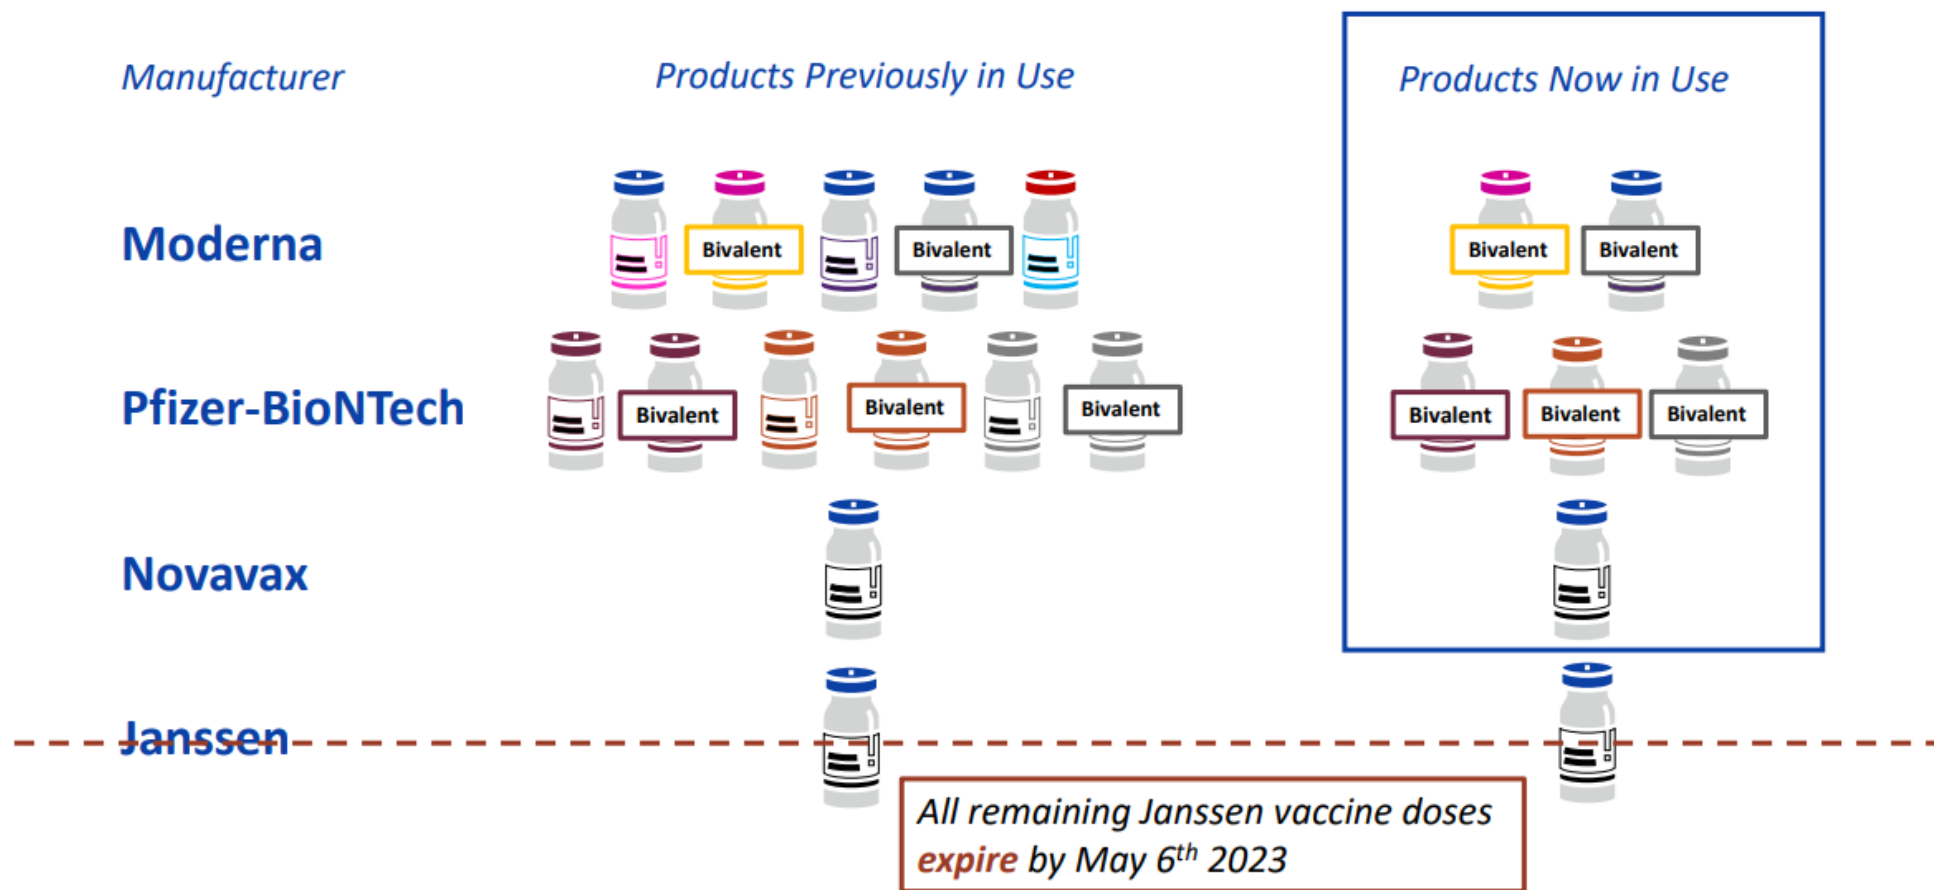 Manufacturer
Products Previously in Use
Products Now in Use
Moderna
Bivalent
Bivalent
Bivalent
Bivalent
Pfizer-BioNTech
Bivalent
Bivalent
Bivalent
Bivalent
Bivalent
Bivalent
Novavax
Janssen
All remaining Janssen vaccine doses
expire by May 6th 2023